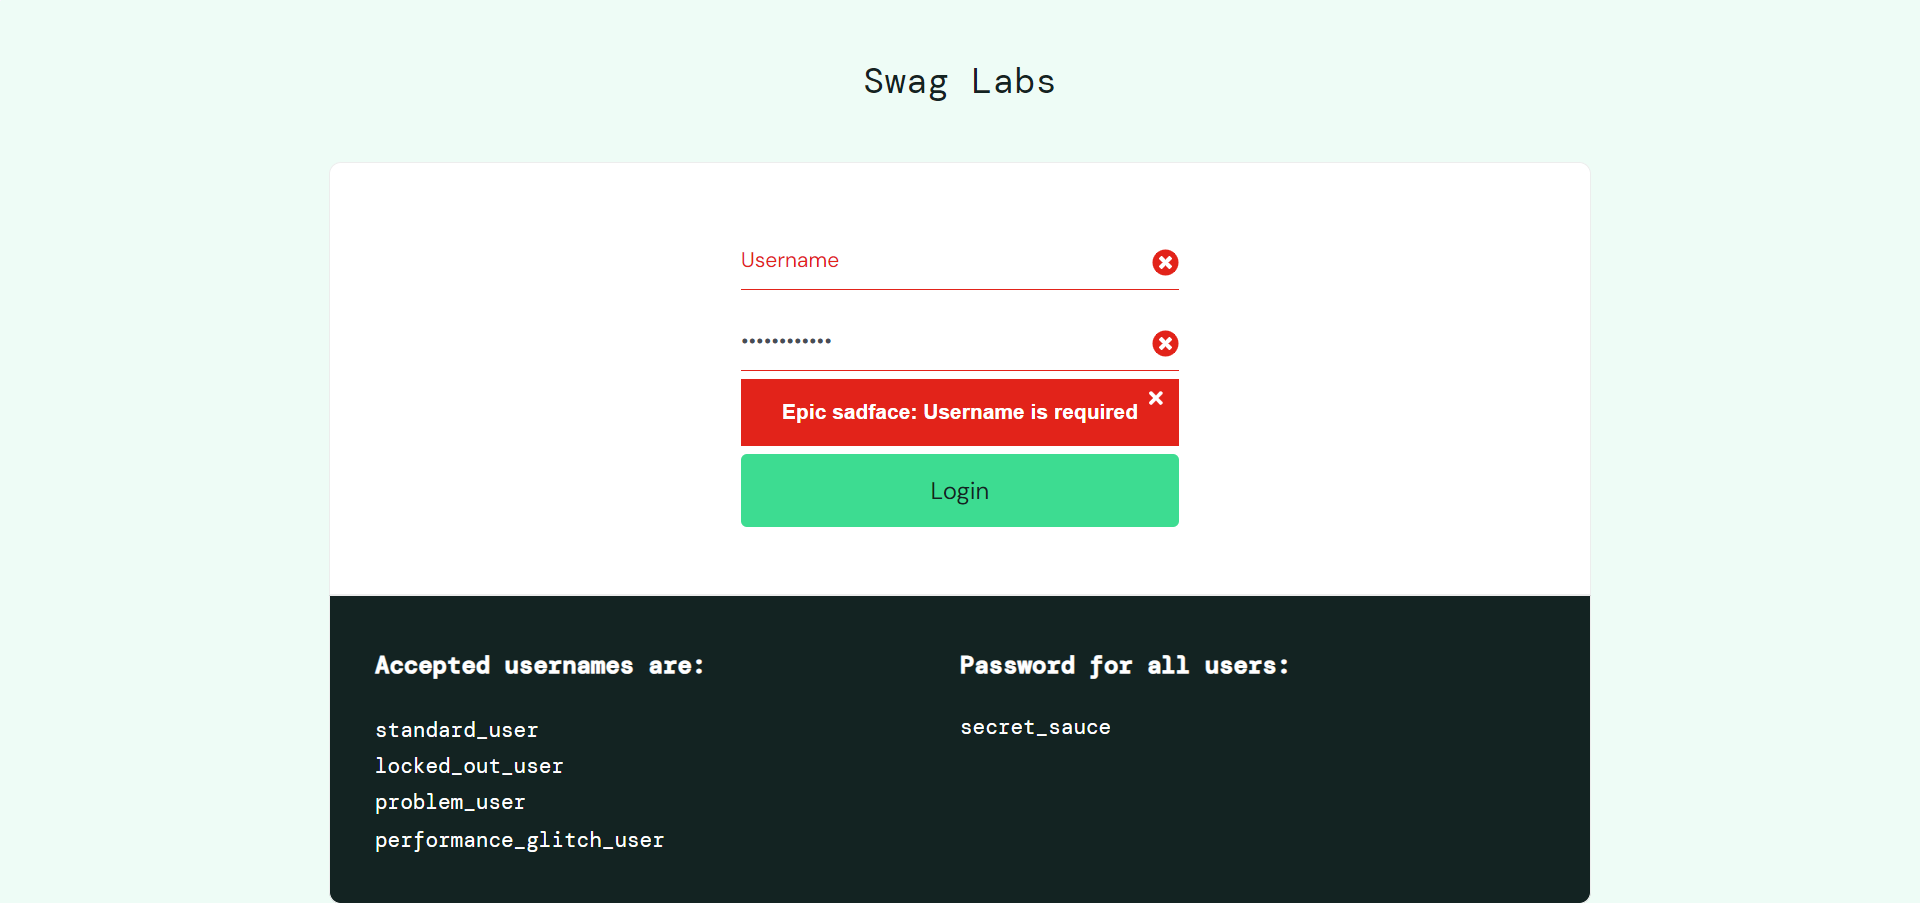 Swag Labs
Username
••••••••••••
Epic sadface: Username is required
Login
Accepted usernames are:
standard_user
locked_out_user
problem_user
performance_glitch_user
Password for all users:
secret_sauce